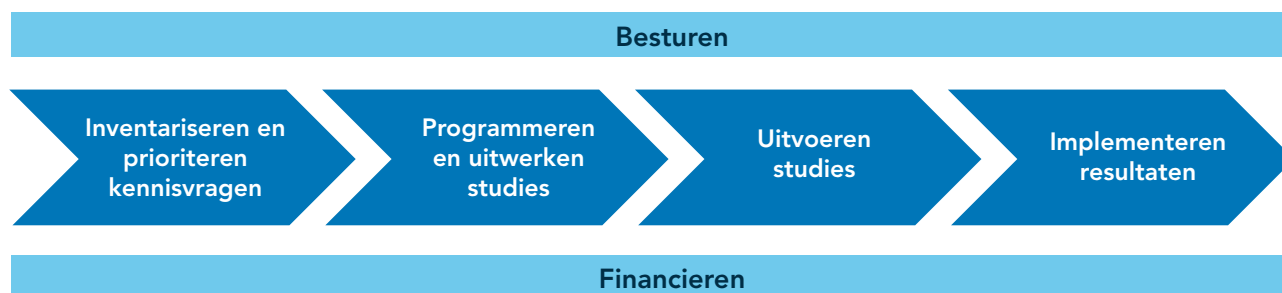 Besturen
Inventariseren en
prioriteren
kennisvragen
Programmeren
en uitwerken
studies
Uitvoeren
studies
Implementeren
resultaten
Financieren